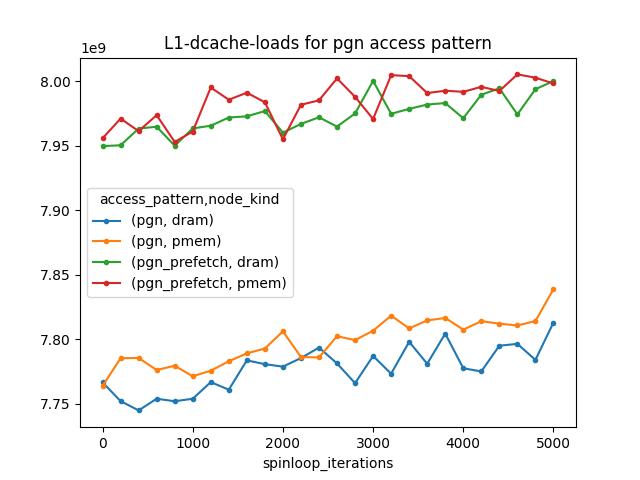 L1-dcache-loads for pgn access pattern
1e9
8.00
7.95
7.90
7.85
7.80
7.75
access_pattern,node_kind
(pgn, dram)
(pgn, pmem)
(pgn_prefetch, dram)
(pgn_prefetch, pmem)
0 1000 2000 3000 4000 5000
spinloop_iterations